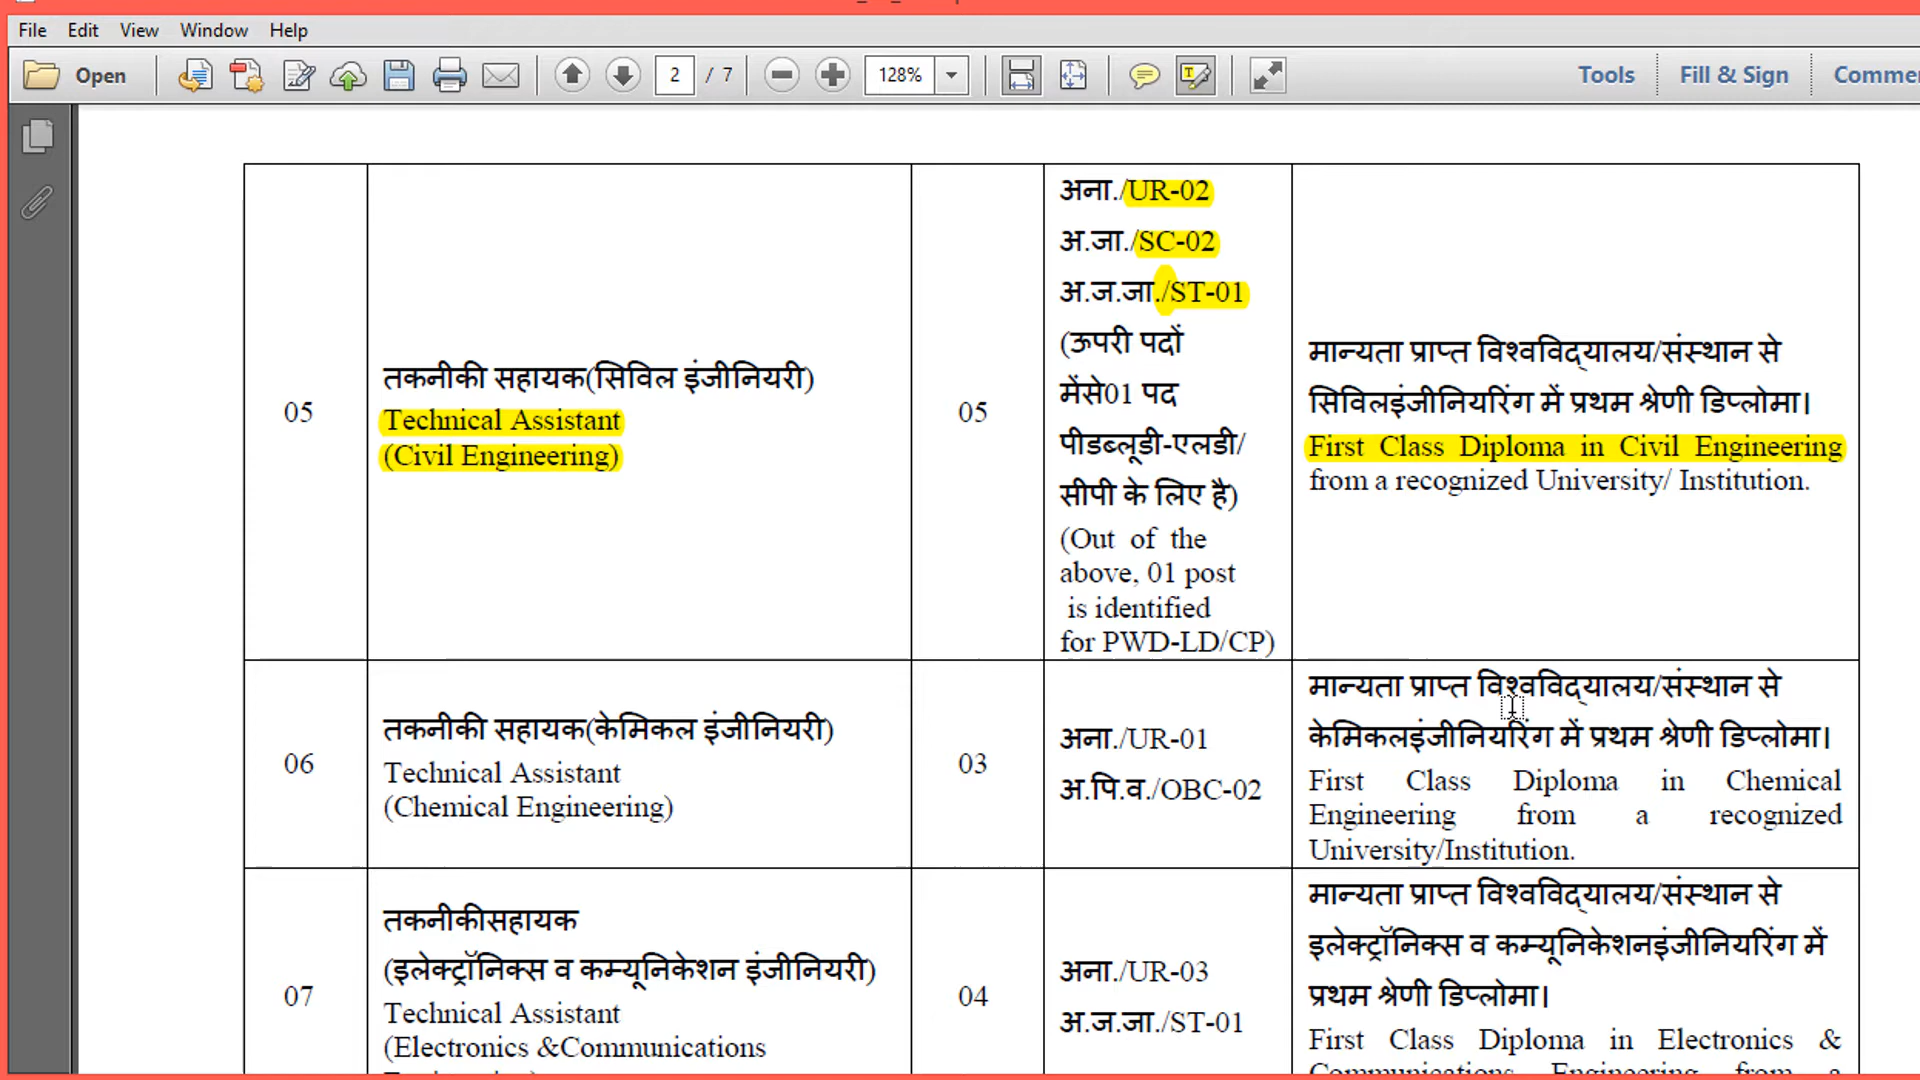 File Edit View Window Help
Open 2 / 7 128% Tools Fill & Sign
05
तकनीकी सहायक(सिविल इंजीनियरी)
Technical Assistant
(Civil Engineering)
05
अना./UR-02
अ.जा./SC-02
अ.ज.जा./ST-01
(ऊपरी पदों
मेंसे01 पद
पीडब्लूडी-एलडी/
सीपी के लिए है)
(Out of the
above, 01 post
is identified
for PWD-LD/CP)
मान्यता प्राप्त विश्वविद्यालय/संस्थान से
सिविलइंजीनियरिंग में प्रथम श्रेणी डिप्लोमा।
First Class Diploma in Civil Engineering
from a recognized University/ Institution.
06
तकनीकी सहायक(केमिकल इंजीनियरी)
Technical Assistant
(Chemical Engineering)
03
अना./UR-01
अ.पि.व./OBC-02
मान्यता प्राप्त विश्वविद्यालय/संस्थान से
केमिकलइंजीनियरिंग में प्रथम श्रेणी डिप्लोमा।
First Class Diploma in Chemical
Engineering from a recognized
University/Institution.
07
तकनीकीसहायक
(इलेक्ट्रॉनिक्स व कम्यूनिकेशन इंजीनियरी)
Technical Assistant
(Electronics &Communications
04
अना./UR-03
अ.ज.जा./ST-01
मान्यता प्राप्त विश्वविद्यालय/संस्थान से
इलेक्ट्रॉनिक्स व कम्यूनिकेशनइंजीनियरिंग में
प्रथम श्रेणी डिप्लोमा।
First Class Diploma in Electronics &
Communications Engineering from a